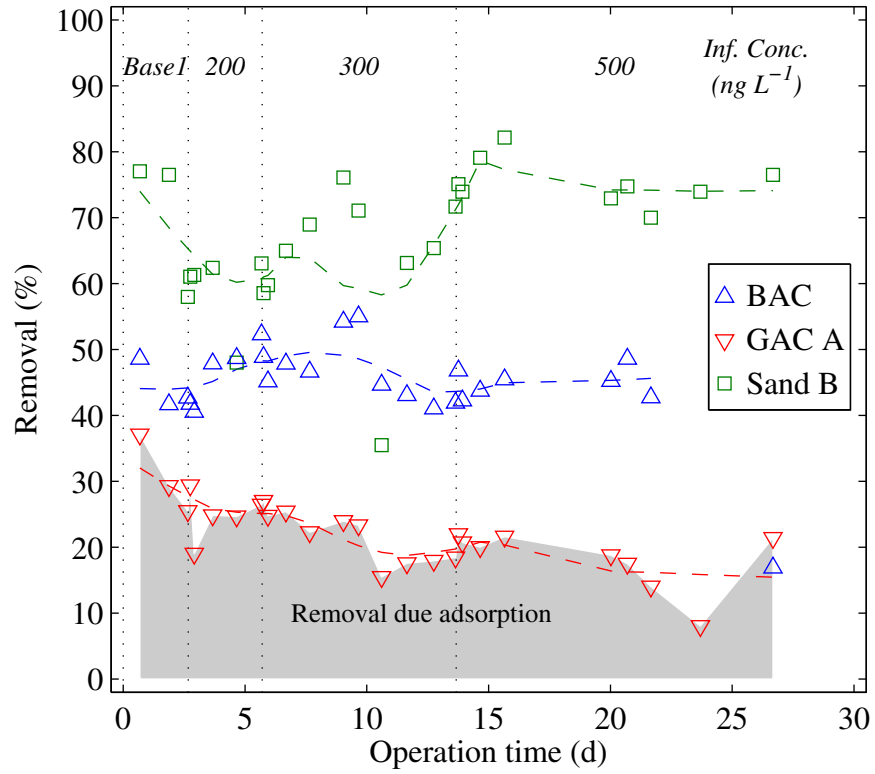 100
90
80
70
60
50
40
30
20
10
0
Removal (%)
Base1 200 300 500 Inf. Conc.
(ng L⁻¹)
BAC
GAC A
Sand B
Removal due adsorption
0 5 10 15 20 25 30
Operation time (d)